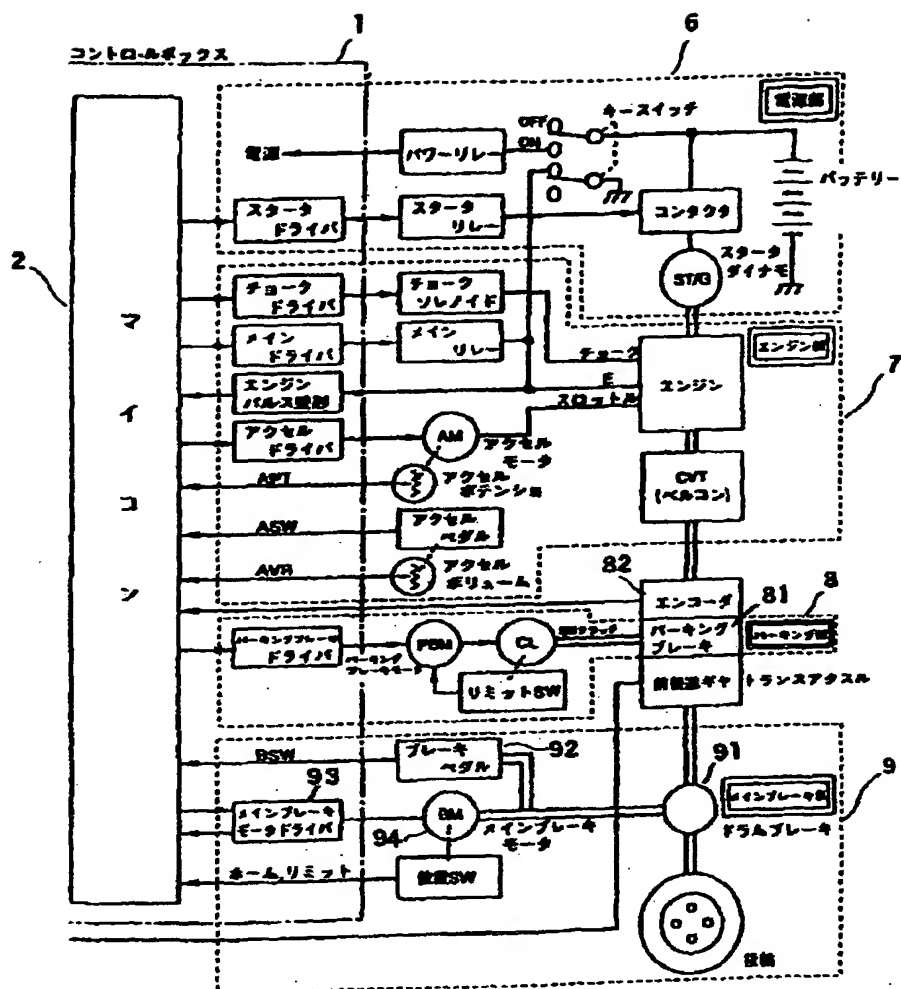 1
6
コントロールボックス
電源部
キースイッチ
OFF
ON
電源
パワーリレー
バッテリー
スタータ
ドライバ
スタータ
リレー
コンタクタ
2
スタータ
ダイナモ
ST/G
チョーク
ドライバ
チョーク
ソレノイド
マイコン
メイン
ドライバ
メイン
リレー
チョーク
エンジン部
7
エンジン
パルス整形
E
エンジン
スロットル
アクセル
ドライバ
AM
アクセル
モータ
APT
アクセル
ポテンショ
CVT
(ベルコン)
ASW
アクセル
ペダル
AVR
アクセル
ボリューム
82
エンコーダ
81
8
パーキングブレーキ
ドライバ
PBM
CL
パーキング
ブレーキ
パーキング部
パーキング
ブレーキモータ
リミットSW
トランスアクスル
BSW
ブレーキ
ペダル
92
91
9
93
メインブレーキ
モータドライバ
BM
94
メインブレーキ
モータ
メインブレーキ部
ドラムブレーキ
ホーム,リミット
位置SW
後輪